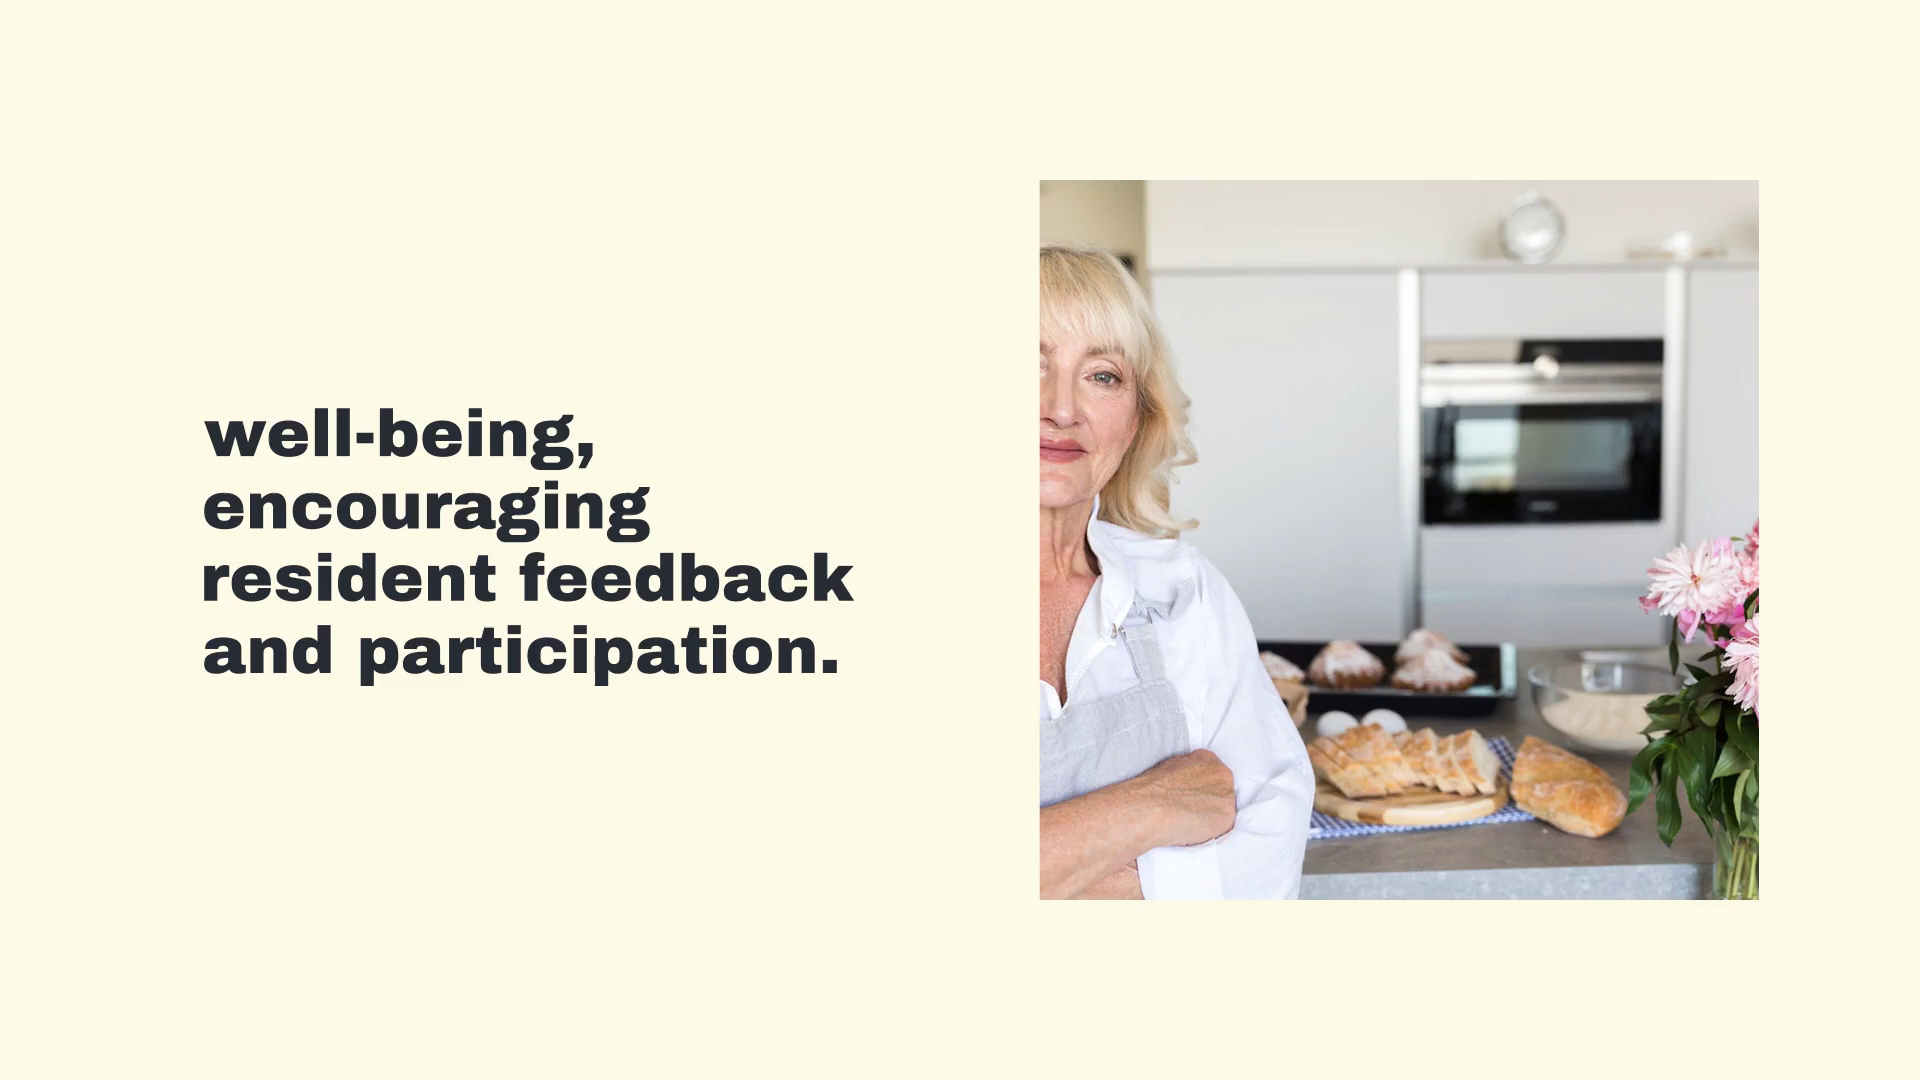 well-being,
encouraging
resident feedback
and participation.